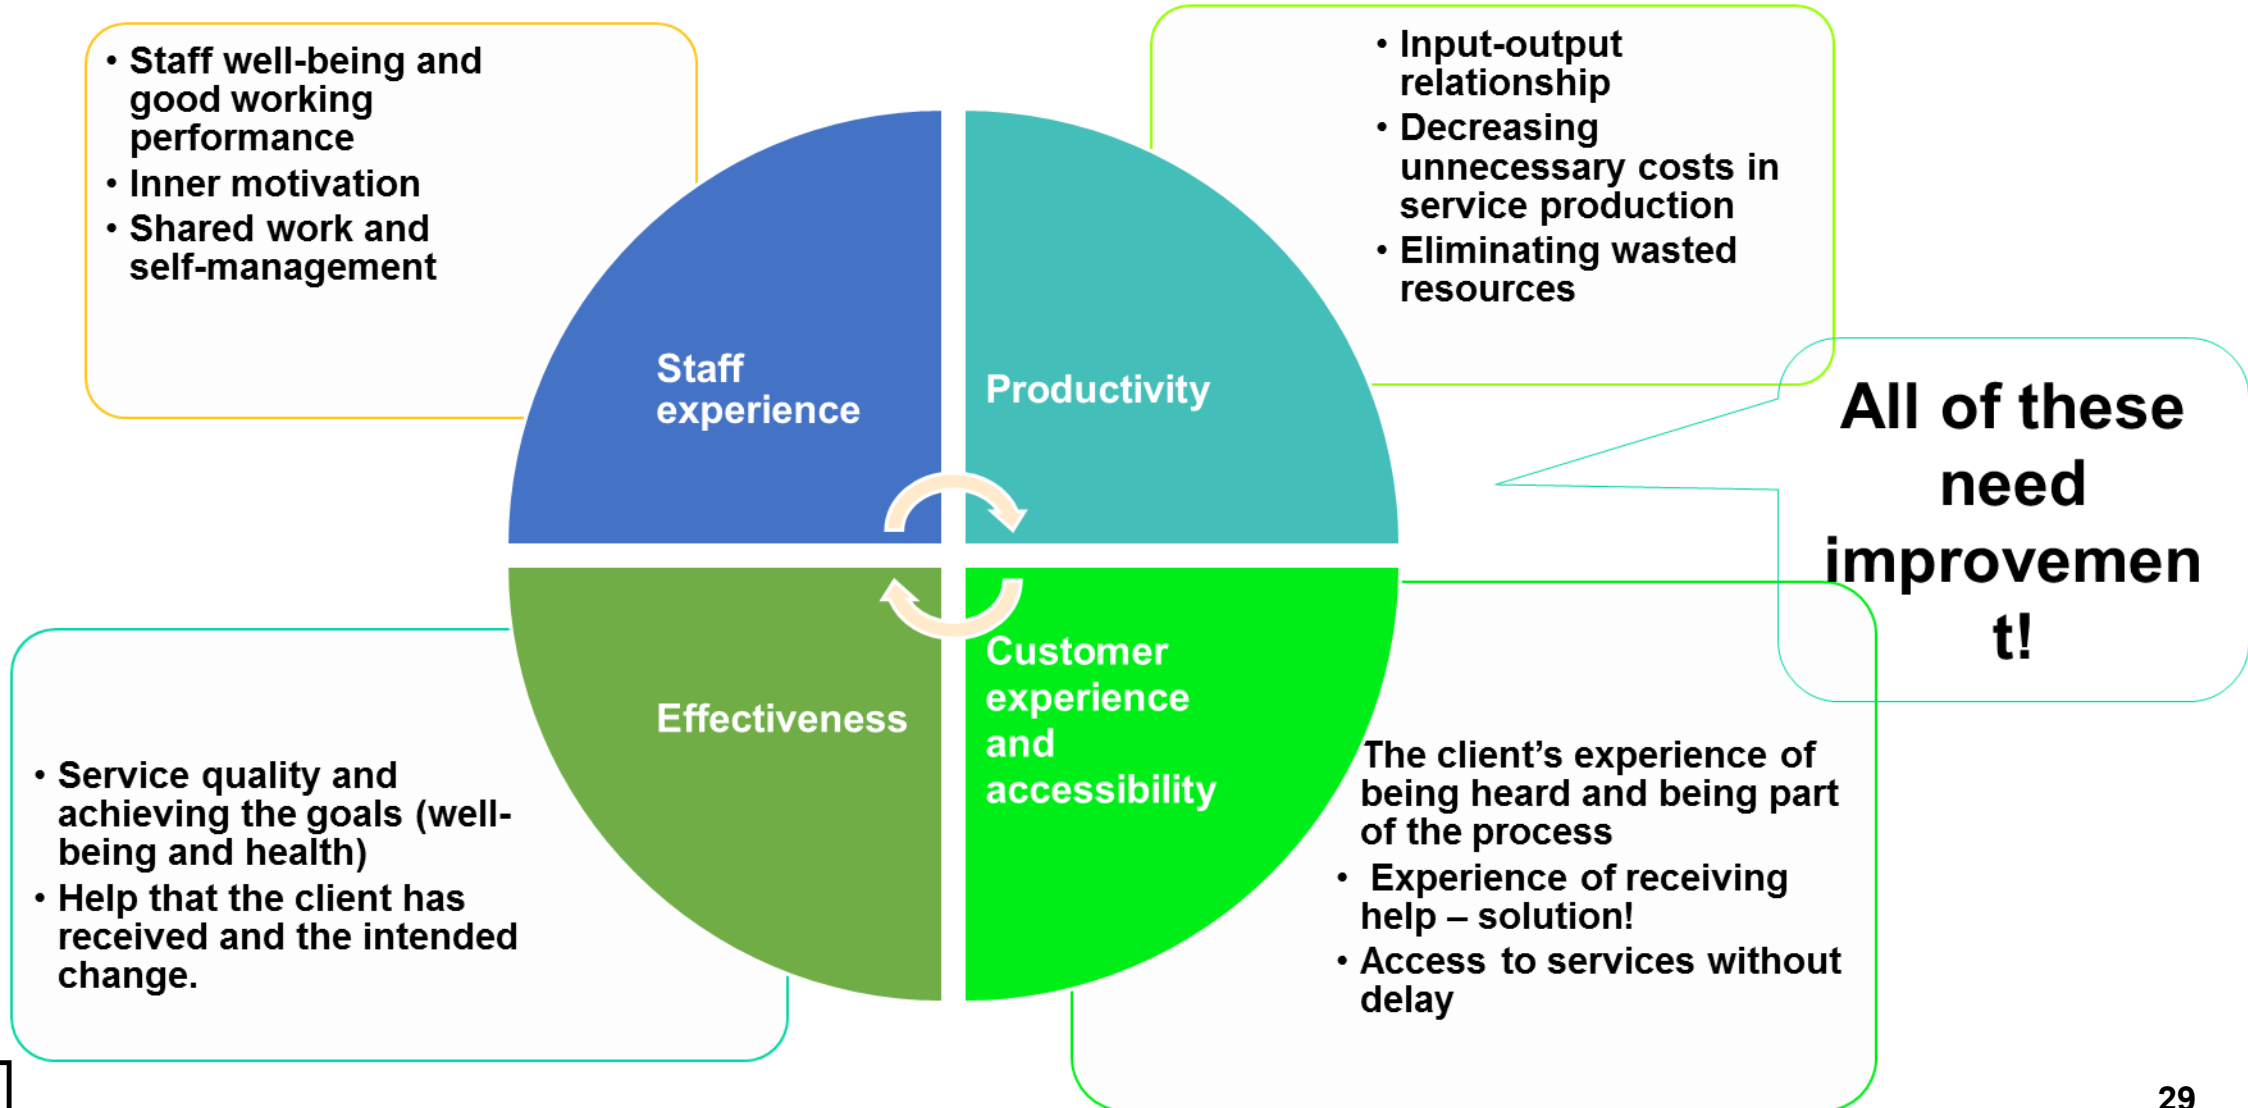 • Staff well-being and
good working
performance
• Inner motivation
• Shared work and
self-management
• Input-output
relationship
• Decreasing
unnecessary costs in
service production
• Eliminating wasted
resources
Staff
experience
Productivity
All of these
need
improvemen
t!
Effectiveness
Customer
experience
and
accessibility
• Service quality and
achieving the goals (well-
being and health)
• Help that the client has
received and the intended
change.
The client’s experience of
being heard and being part
of the process
• Experience of receiving
help – solution!
• Access to services without
delay
29